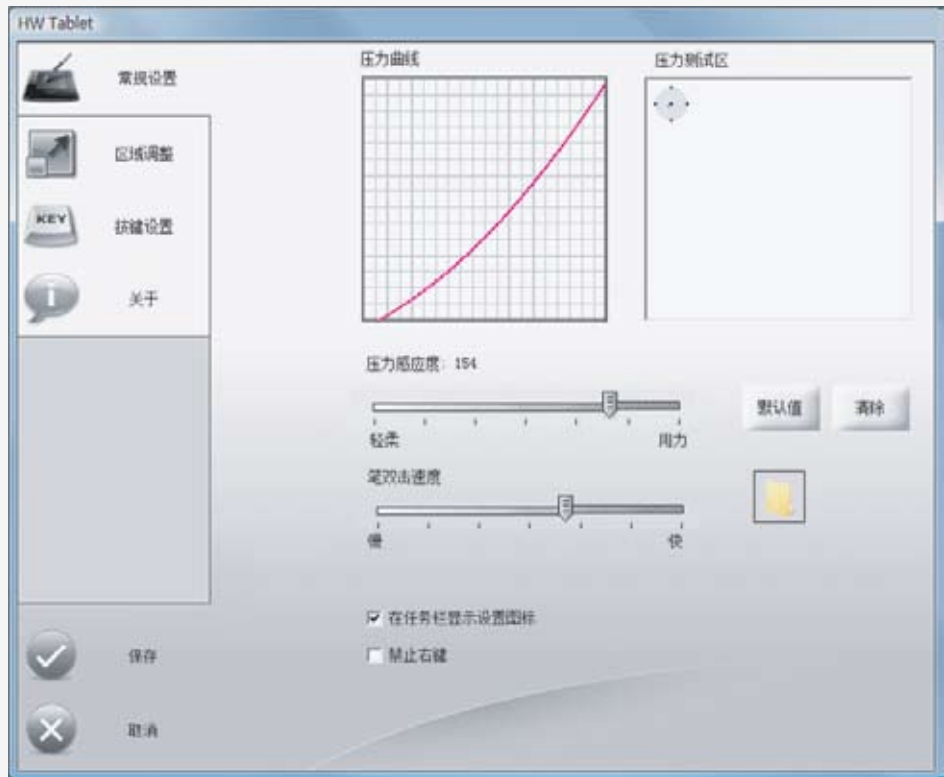 HW Tablet
常规设置
区域调整
KEY
按键设置
关于
保存
取消
压力曲线
压力测试区
压力感应度: 154
轻柔
用力
默认值
清除
笔双击速度
慢
快
在任务栏显示设置图标
禁止右键